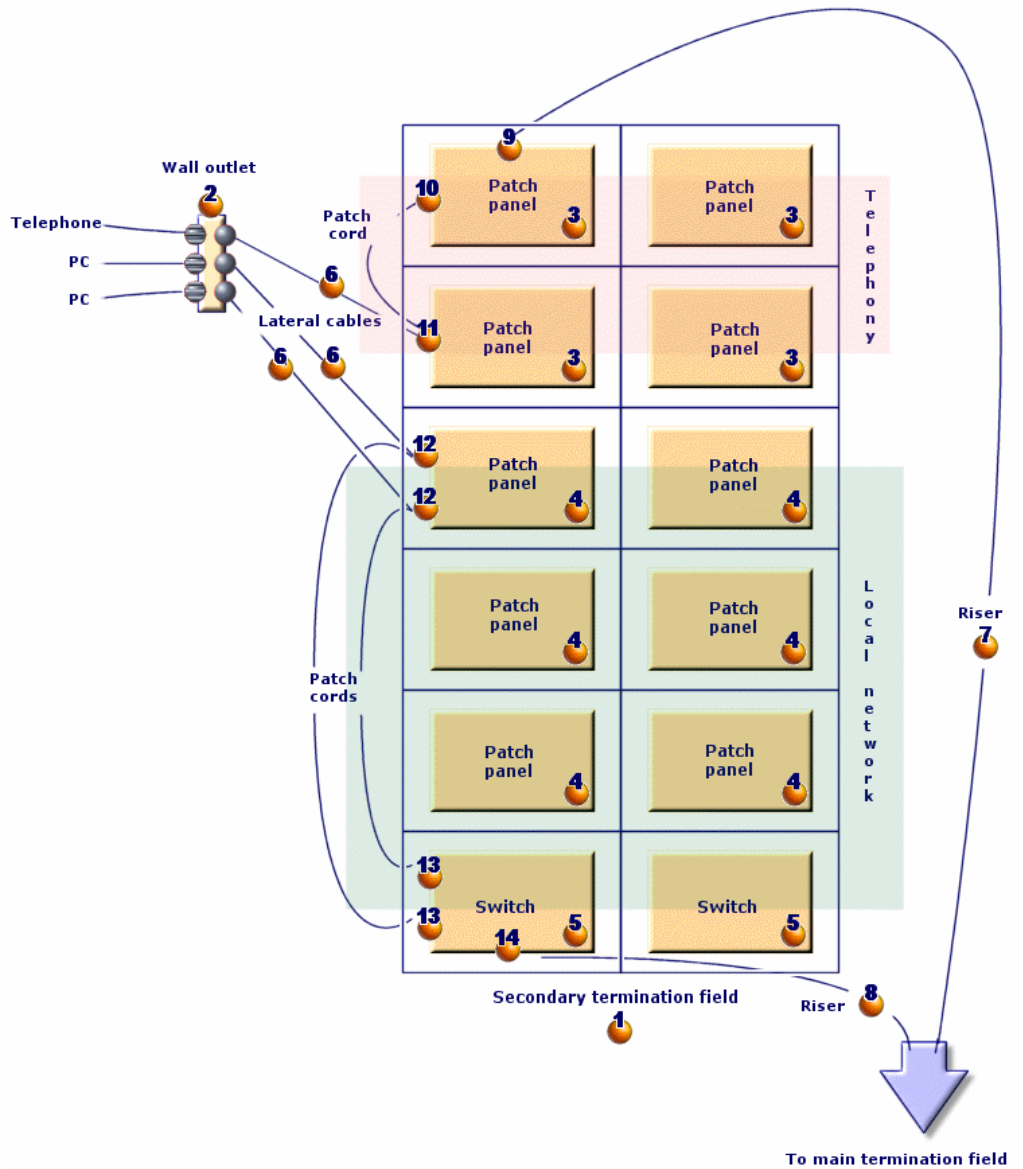 9
Wall outlet
2
Telephone
PC
PC
10
Patch
cord
Patch
panel
3
Patch
panel
3
Telephony
6
Lateral cables
6
6
11
Patch
panel
3
Patch
panel
3
12
12
Patch
panel
4
Patch
panel
4
Patch
panel
4
Patch
panel
4
Local network
Riser
7
Patch
cords
Patch
panel
4
Patch
panel
4
13
13
Switch
5
14
Switch
5
Secondary termination field
1
Riser
8
To main termination field